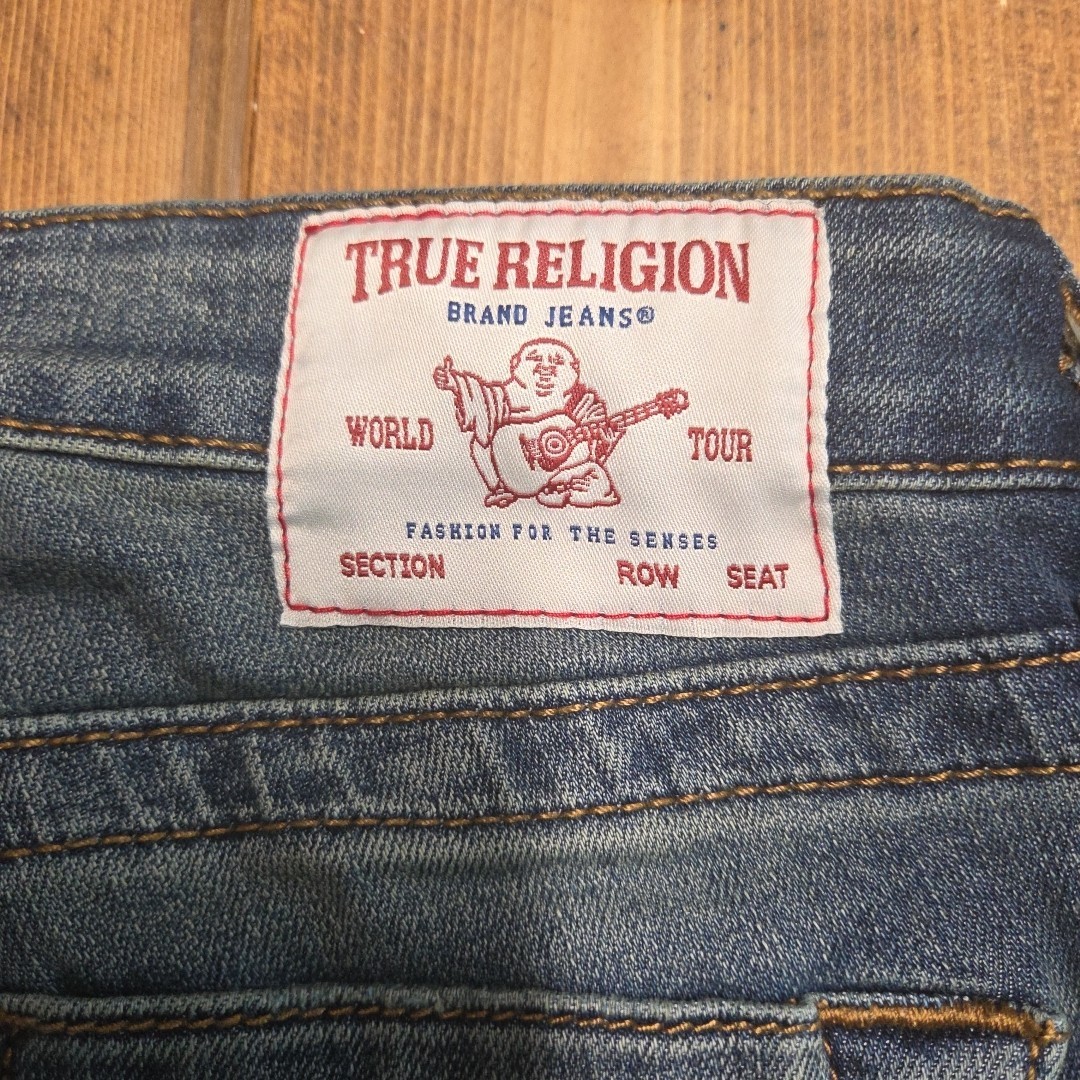 TRUE RELIGION
BRAND JEANS®
WORLD TOUR
FASHION FOR THE SENSES
SECTION ROW SEAT